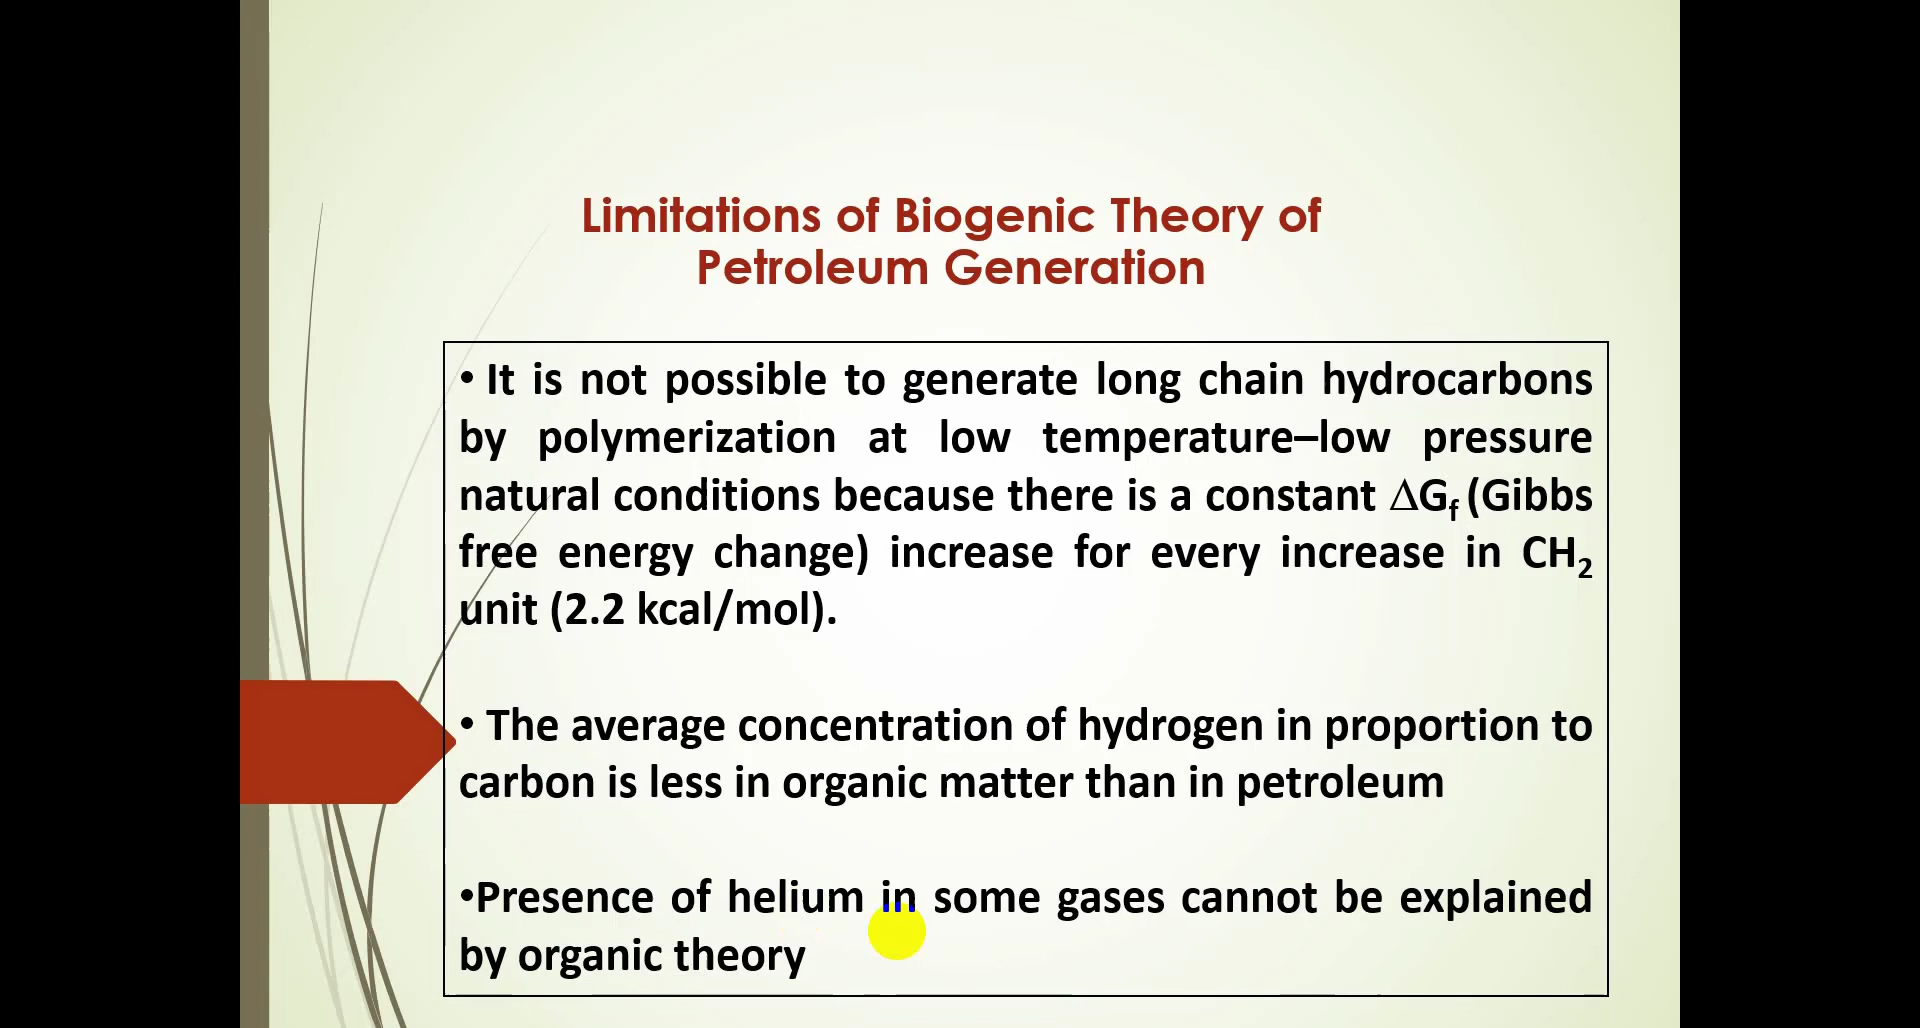 Limitations of Biogenic Theory of
Petroleum Generation
• It is not possible to generate long chain hydrocarbons
by polymerization at low temperature–low pressure
natural conditions because there is a constant ΔGf (Gibbs
free energy change) increase for every increase in CH2
unit (2.2 kcal/mol).
• The average concentration of hydrogen in proportion to
carbon is less in organic matter than in petroleum
•Presence of helium in some gases cannot be explained
by organic theory